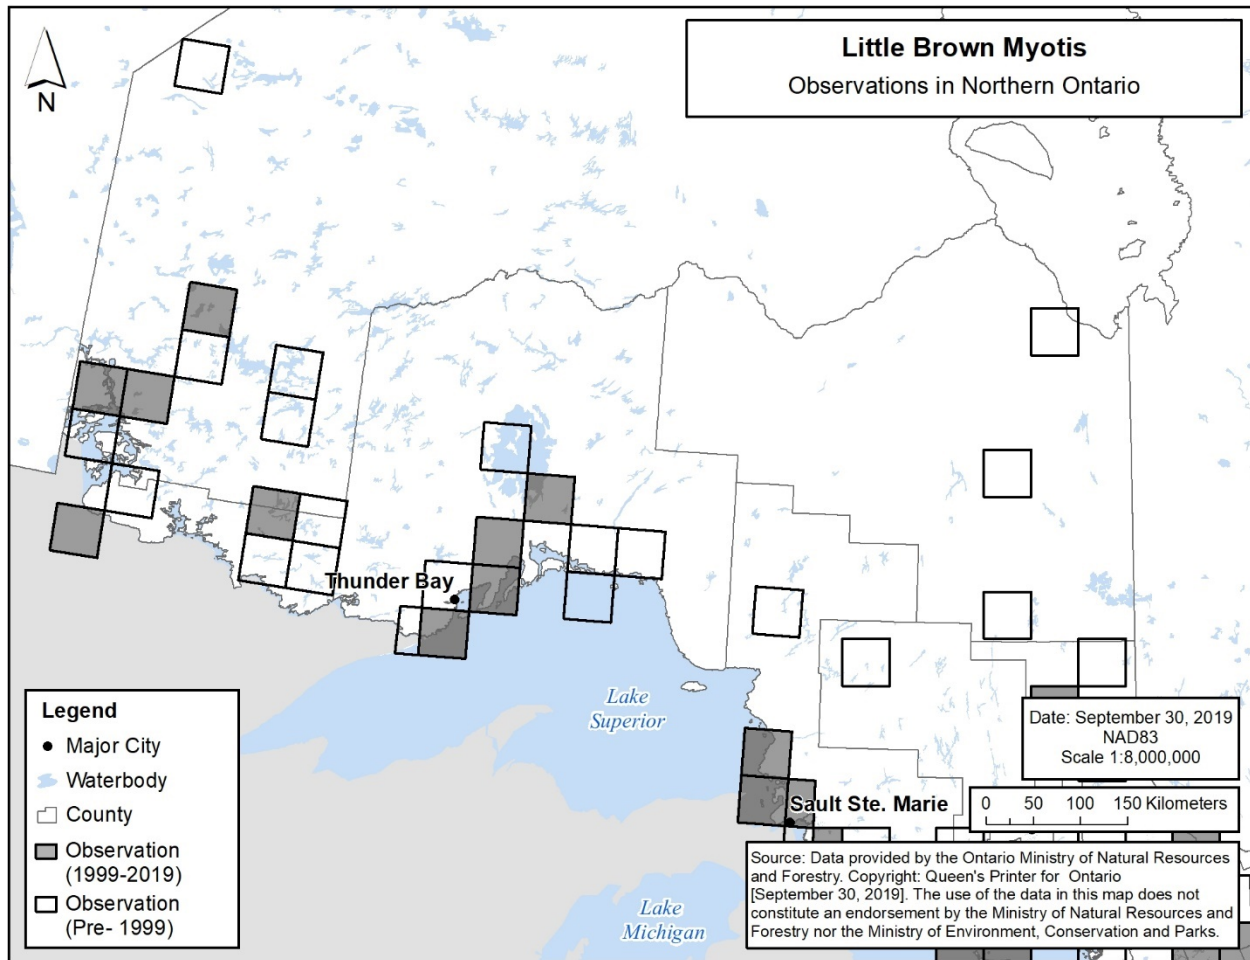 Little Brown Myotis
Observations in Northern Ontario
N
Thunder Bay
Lake
Superior
Sault Ste. Marie
Lake
Michigan
Legend
Major City
Waterbody
County
Observation
(1999-2019)
Observation
(Pre- 1999)
Date: September 30, 2019
NAD83
Scale 1:8,000,000
0 50 100 150 Kilometers
Source: Data provided by the Ontario Ministry of Natural Resources
and Forestry. Copyright: Queen's Printer for Ontario
[September 30, 2019]. The use of the data in this map does not
constitute an endorsement by the Ministry of Natural Resources and
Forestry nor the Ministry of Environment, Conservation and Parks.